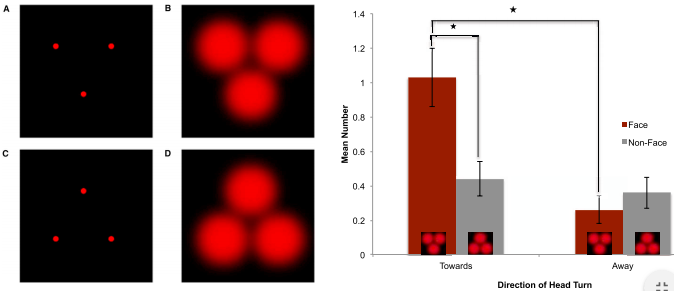 A
B
C
D
1.4
1.2
1
0.8
0.6
0.4
0.2
0
Mean Number
Face
Non-Face
Towards
Away
Direction of Head Turn